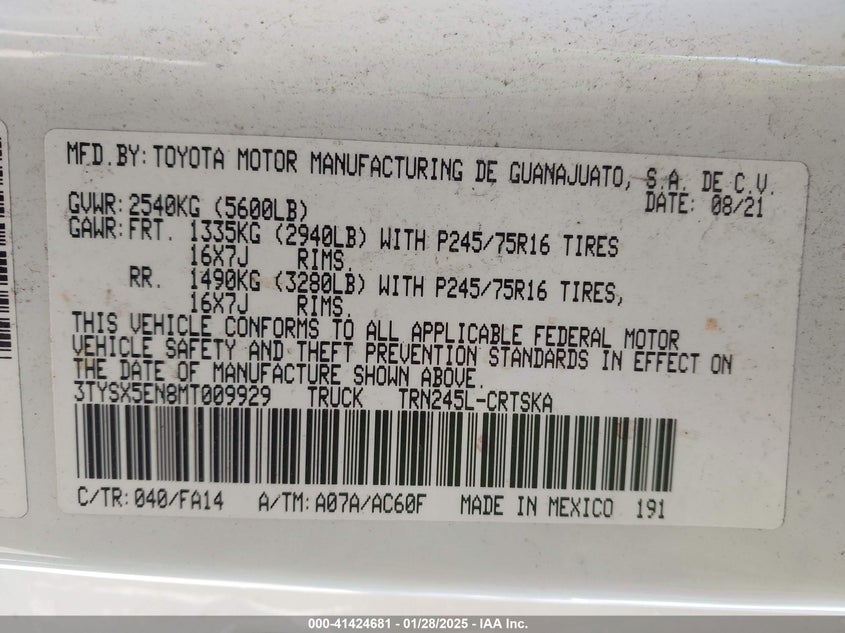 MFD.BY:TOYOTA MOTOR MANUFACTURING DE GUANAJUATO, S.A. DE C.V.
GVWR:2540KG (5600LB) DATE: 08/21
GAWR:FRT. 1335KG (2940LB) WITH P245/75R16 TIRES
16X7J RIMS,
RR. 1490KG (3280LB) WITH P245/75R16 TIRES,
16X7J RIMS,
THIS VEHICLE CONFORMS TO ALL APPLICABLE FEDERAL MOTOR
VEHICLE SAFETY AND THEFT PREVENTION STANDARDS IN EFFECT ON
THE DATE OF MANUFACTURE SHOWN ABOVE.
3TYSX5EN8MT009929 TRUCK TRN245L-CRTSKA
C/TR:040/FA14 A/TM:A07A/AC60F MADE IN MEXICO 191
000-41424681 - 01/28/2025 - IAA Inc.